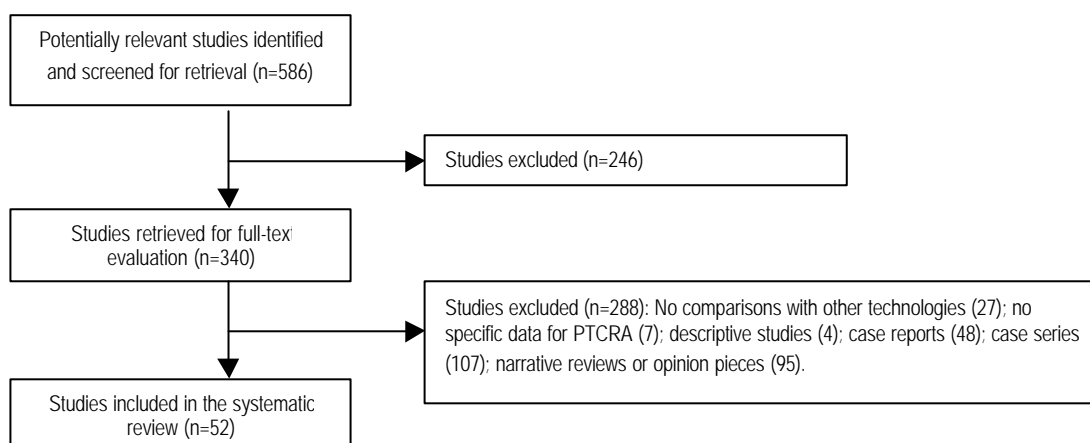 Potentially relevant studies identified
and screened for retrieval (n=586)
Studies excluded (n=246)
Studies retrieved for full-text
evaluation (n=340)
Studies excluded (n=288): No comparisons with other technologies (27); no
specific data for PTCRA (7); descriptive studies (4); case reports (48); case series
(107); narrative reviews or opinion pieces (95).
Studies included in the systematic
review (n=52)